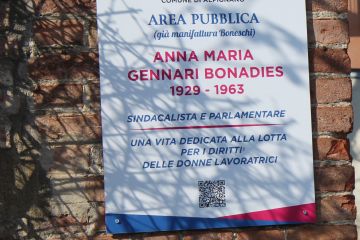 COMUNE DI ALPIGNANO
AREA PUBBLICA
(già manifattura Boneschi)
ANNA MARIA
GENNARI BONADIES
1929 - 1963
SINDACALISTA E PARLAMENTARE
UNA VITA DEDICATA ALLA LOTTA
PER I DIRITTI
DELLE DONNE LAVORATRICI